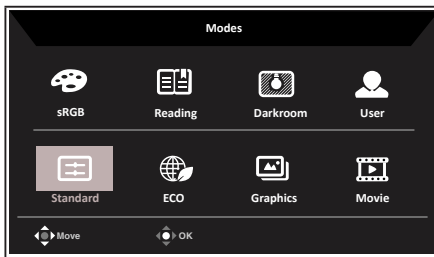 Modes
sRGB Reading Darkroom User
Standard ECO Graphics Movie
Move OK